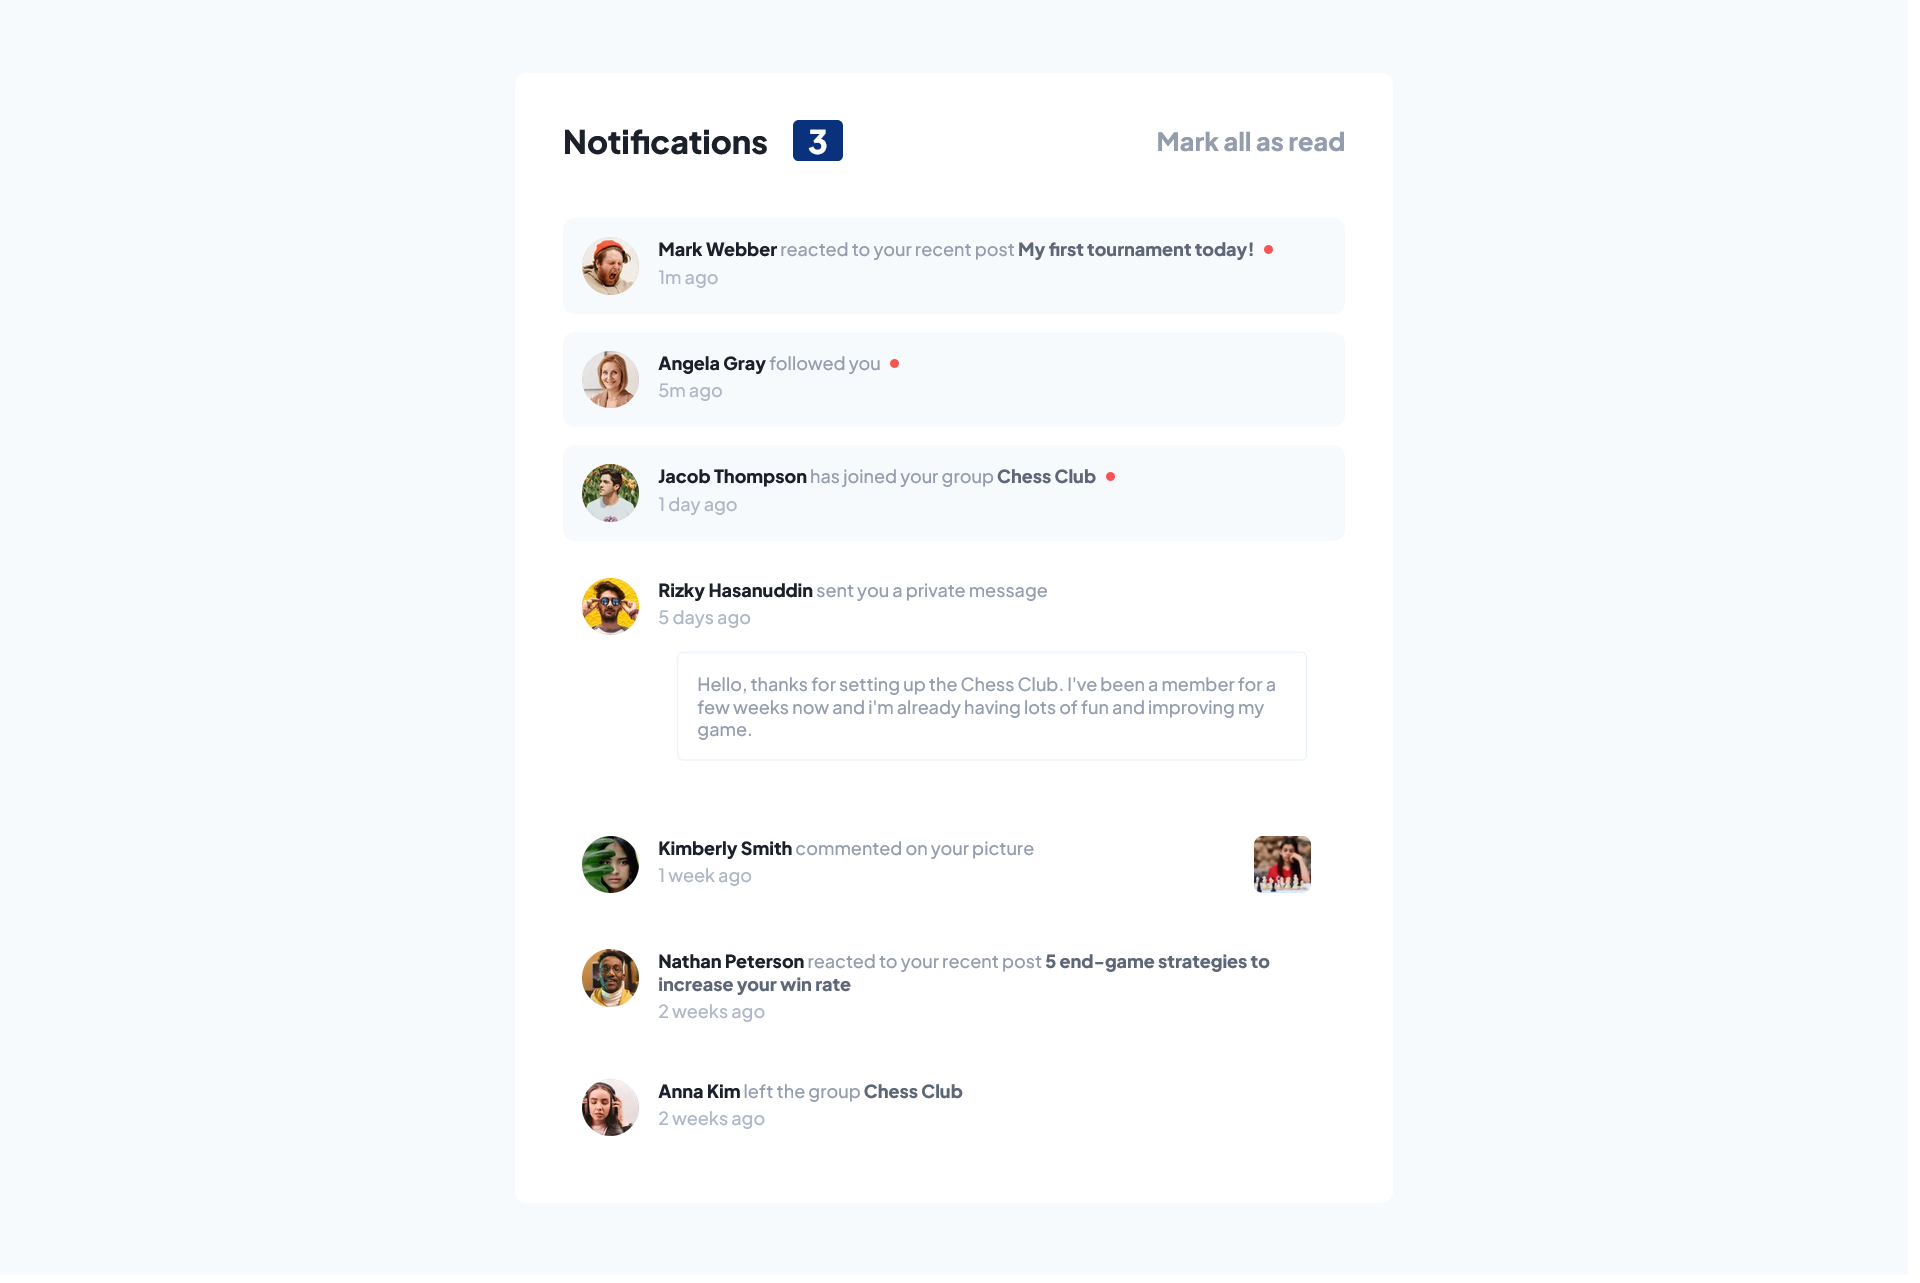 Notifications 3 Mark all as read
Mark Webber reacted to your recent post My first tournament today!
1m ago
Angela Gray followed you
5m ago
Jacob Thompson has joined your group Chess Club
1 day ago
Rizky Hasanuddin sent you a private message
5 days ago
Hello, thanks for setting up the Chess Club. I've been a member for a
few weeks now and i'm already having lots of fun and improving my
game.
Kimberly Smith commented on your picture
1 week ago
Nathan Peterson reacted to your recent post 5 end-game strategies to
increase your win rate
2 weeks ago
Anna Kim left the group Chess Club
2 weeks ago